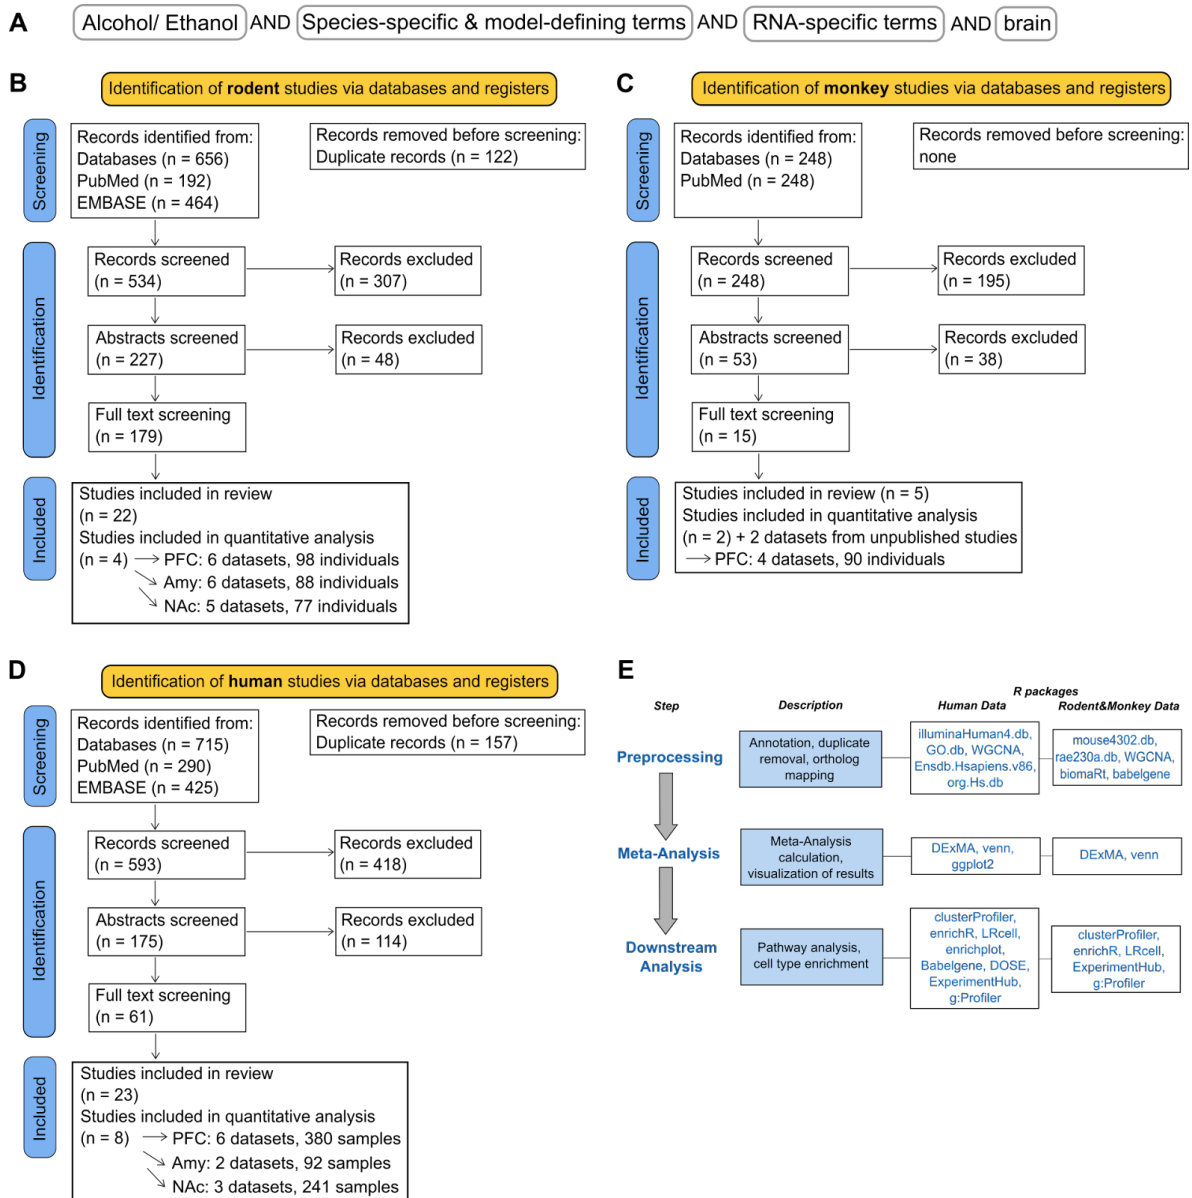 A
Alcohol/ Ethanol AND Species-specific & model-defining terms AND RNA-specific terms AND brain
B
Identification of rodent studies via databases and registers
Screening
Records identified from:
Databases (n = 656)
PubMed (n = 192)
EMBASE (n = 464)
Records removed before screening:
Duplicate records (n = 122)
Identification
Records screened
(n = 534)
Records excluded
(n = 307)
Abstracts screened
(n = 227)
Records excluded
(n = 48)
Full text screening
(n = 179)
Included
Studies included in review
(n = 22)
Studies included in quantitative analysis
(n = 4) → PFC: 6 datasets, 98 individuals
Amy: 6 datasets, 88 individuals
NAc: 5 datasets, 77 individuals
C
Identification of monkey studies via databases and registers
Screening
Records identified from:
Databases (n = 248)
PubMed (n = 248)
Records removed before screening:
none
Identification
Records screened
(n = 248)
Records excluded
(n = 195)
Abstracts screened
(n = 53)
Records excluded
(n = 38)
Full text screening
(n = 15)
Included
Studies included in review (n = 5)
Studies included in quantitative analysis
(n = 2) + 2 datasets from unpublished studies
→ PFC: 4 datasets, 90 individuals
D
Identification of human studies via databases and registers
Screening
Records identified from:
Databases (n = 715)
PubMed (n = 290)
EMBASE (n = 425)
Records removed before screening:
Duplicate records (n = 157)
Identification
Records screened
(n = 593)
Records excluded
(n = 418)
Abstracts screened
(n = 175)
Records excluded
(n = 114)
Full text screening
(n = 61)
Included
Studies included in review
(n = 23)
Studies included in quantitative analysis
(n = 8) → PFC: 6 datasets, 380 samples
Amy: 2 datasets, 92 samples
NAc: 3 datasets, 241 samples
E
R packages
Step
Description
Human Data
Rodent&Monkey Data
Preprocessing
Annotation, duplicate
removal, ortholog
mapping
illuminaHuman4.db,
GO.db, WGCNA,
Ensdb.Hsapiens.v86,
org.Hs.db
mouse4302.db,
rae230a.db, WGCNA,
biomaRt, babelgene
Meta-Analysis
Meta-Analysis
calculation,
visualization of results
DExMA, venn,
ggplot2
DExMA, venn
Downstream
Analysis
Pathway analysis,
cell type enrichment
clusterProfiler,
enrichR, LRcell,
enrichplot,
Babelgene, DOSE,
ExperimentHub,
g:Profiler
clusterProfiler,
enrichR, LRcell,
ExperimentHub,
g:Profiler